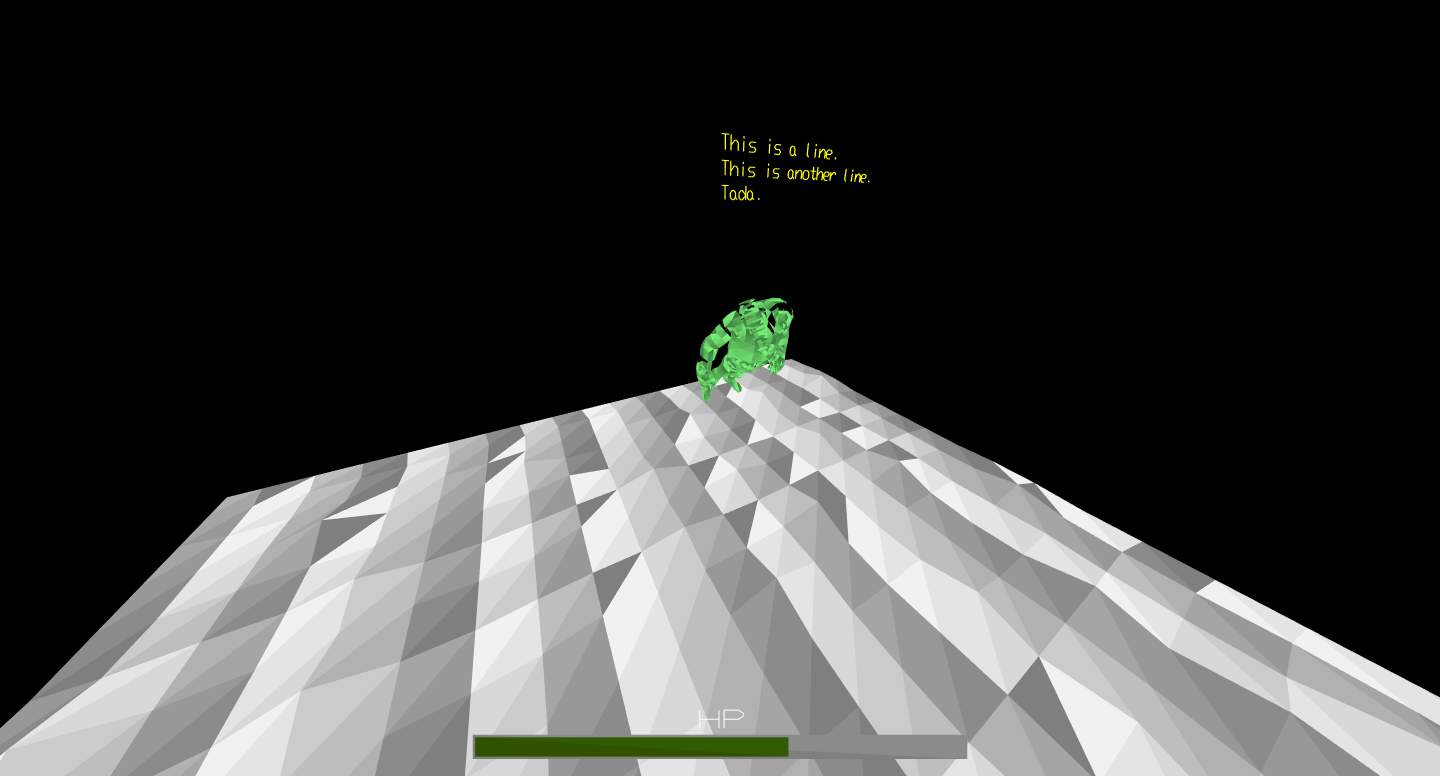 This is a line.
This is another line.
Tada.
HP